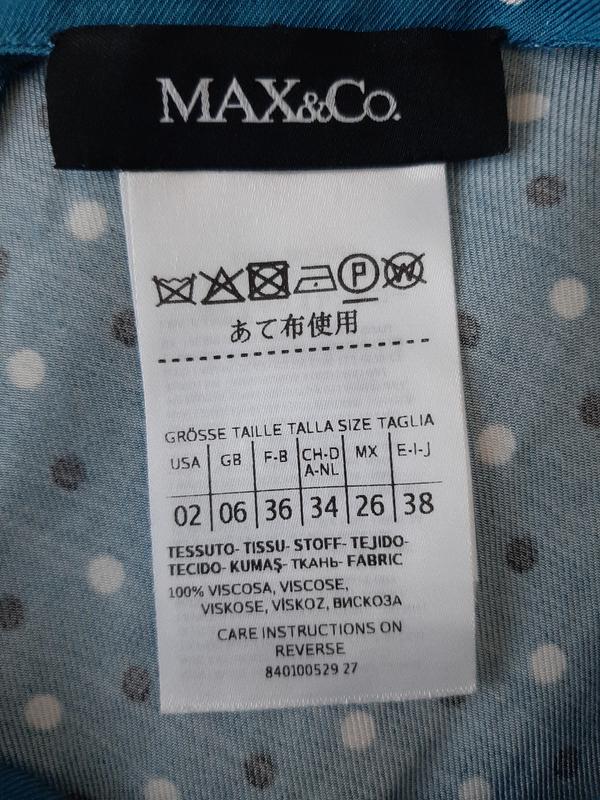 MAX&Co.
P W
あて布使用
GRÖSSE TAILLE TALLA SIZE TAGLIA
USA GB F-B CH-D A-NL MX E-I-J
02 06 36 34 26 38
TESSUTO- TISSU- STOFF- TEJIDO-
TECIDO- KUMAŞ- ТКАНЬ- FABRIC
100% VISCOSA, VISCOSE,
VISKOSE, VİSKOZ, ВИСКОЗА
CARE INSTRUCTIONS ON
REVERSE
840100529 27